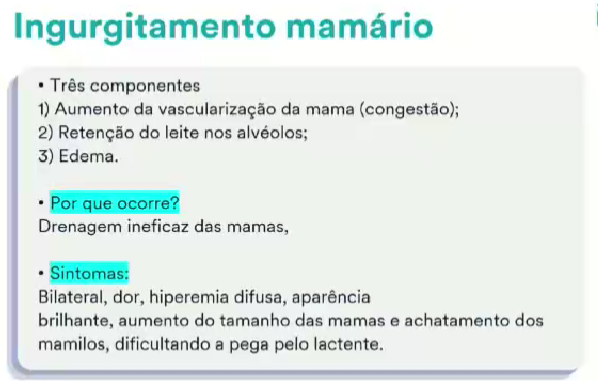 Ingurgitamento mamário
• Três componentes
1) Aumento da vascularização da mama (congestão);
2) Retenção do leite nos alvéolos;
3) Edema.
• Por que ocorre?
Drenagem ineficaz das mamas,
• Sintomas:
Bilateral, dor, hiperemia difusa, aparência
brilhante, aumento do tamanho das mamas e achatamento dos
mamilos, dificultando a pega pelo lactente.